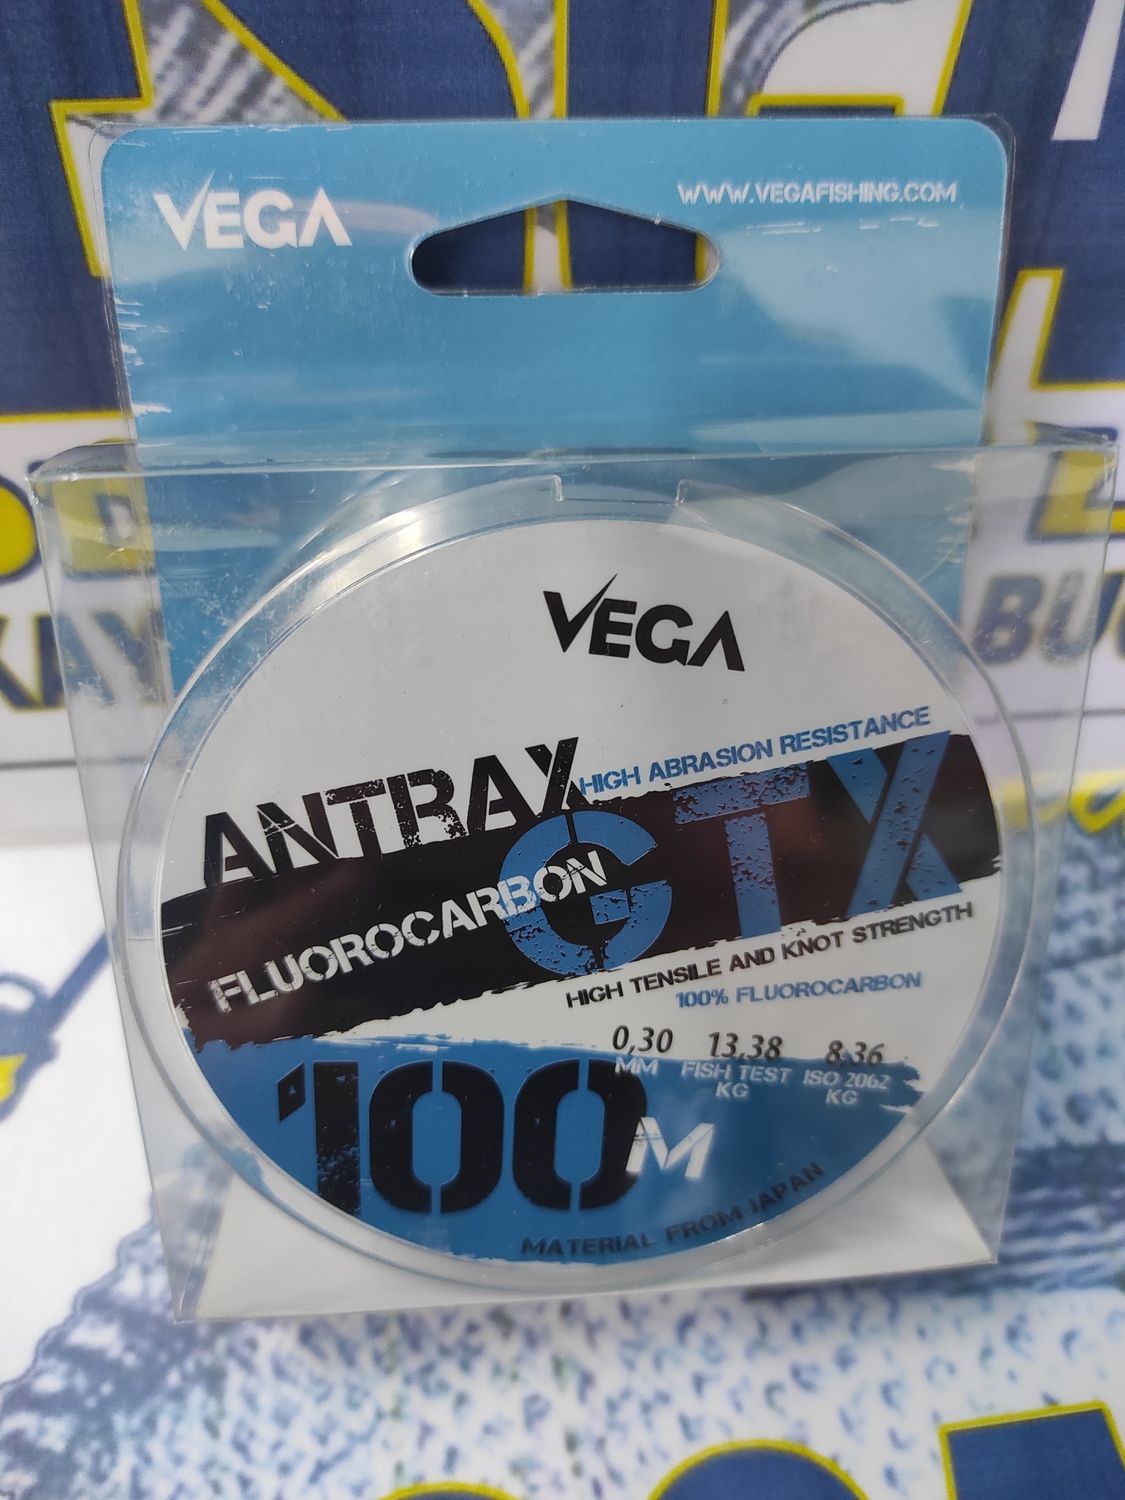 VEGA
WWW.VEGAFISHING.COM
VEGA
ANTRAX
HIGH ABRASION RESISTANCE
GTX
FLUOROCARBON
HIGH TENSILE AND KNOT STRENGTH
100% FLUOROCARBON
0,30 13,38 8,36
MM FISH TEST ISO 2062
KG KG
100M
MATERIAL FROM JAPAN